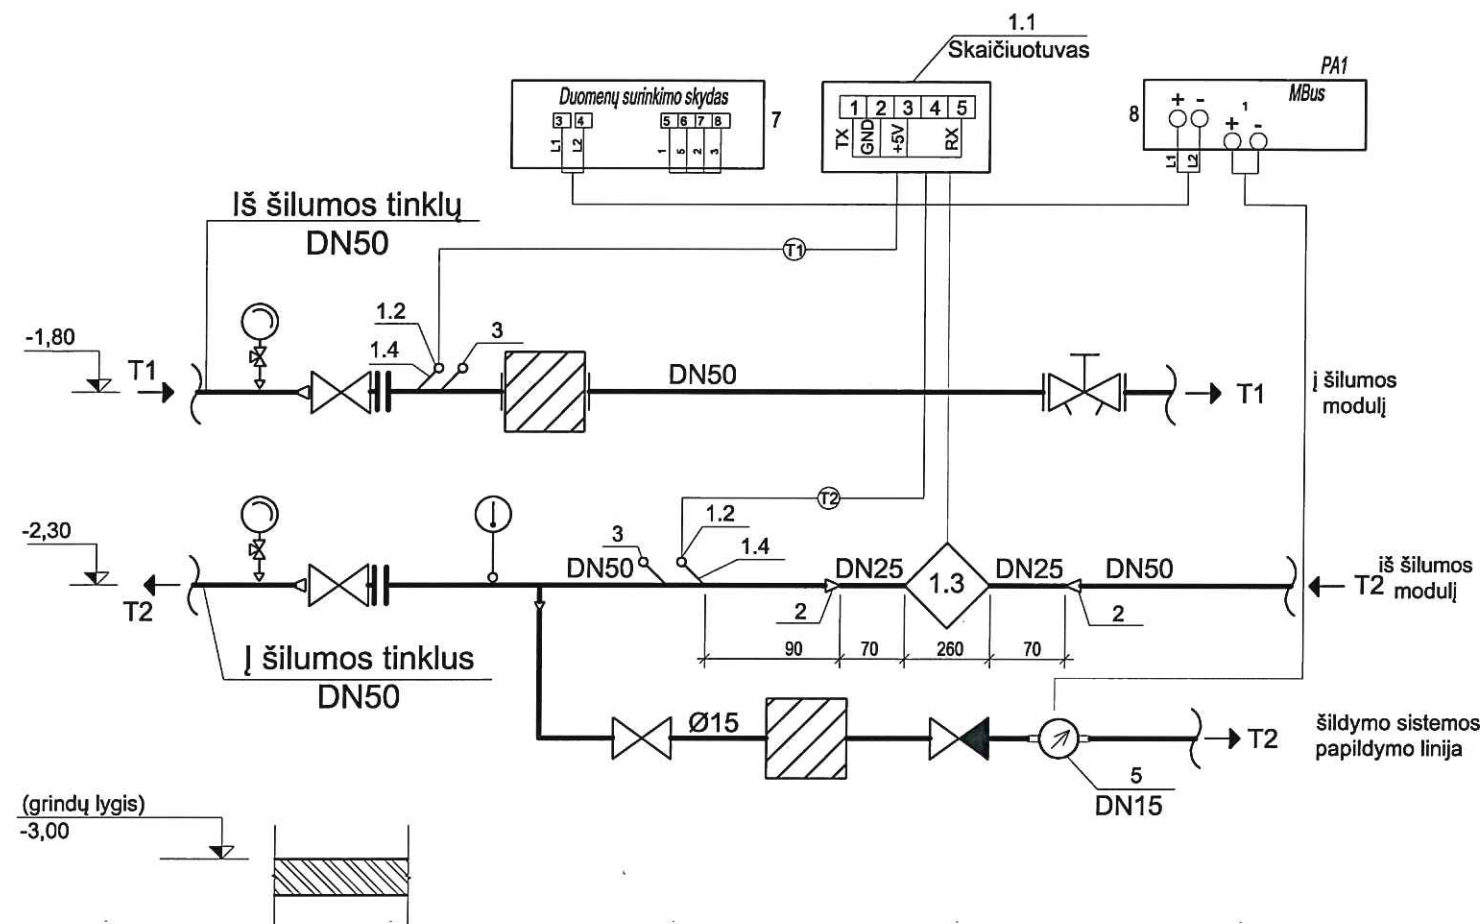 1.1
Skaičiuotuvas
PA1
MBus
Duomenų surinkimo skydas
7
8
3 4
5 6 7 8
L1 L2
1 5 2 3
1 2 3 4 5
TX GND +5V RX
+ - 1
+ -
L1 L2
Iš šilumos tinklų
DN50
T1
-1,80
T1
1.2
1.4
3
DN50
T1
į šilumos
modulį
T2
-2,30
T2
3
1.2
1.4
DN50
DN25
1.3
DN25
DN50
T2
iš šilumos
modulį
2
2
90
70
260
70
Į šilumos tinklus
DN50
Ø15
T2
šildymo sistemos
papildymo linija
5
DN15
(grindų lygis)
-3,00